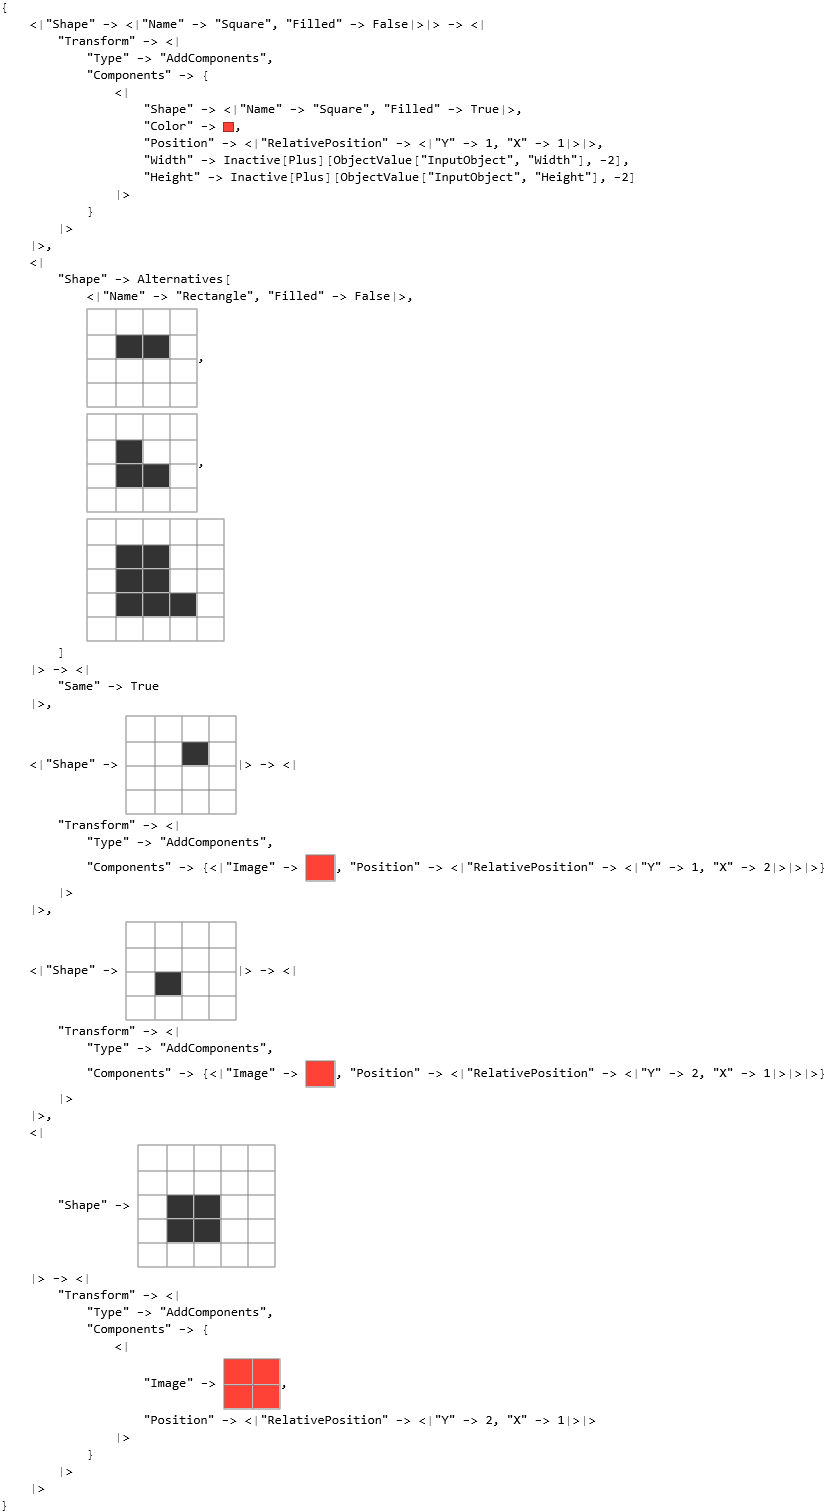 {
<|"Shape" -> <|"Name" -> "Square", "Filled" -> False|>|> -> <|
"Transform" -> <|
"Type" -> "AddComponents",
"Components" -> {
<|
"Shape" -> <|"Name" -> "Square", "Filled" -> True|>,
"Color" -> ,
"Position" -> <|"RelativePosition" -> <|"Y" -> 1, "X" -> 1|>|>,
"Width" -> Inactive[Plus][ObjectValue["InputObject", "Width"], -2],
"Height" -> Inactive[Plus][ObjectValue["InputObject", "Height"], -2]
|>
}
|>
|>,
<|
"Shape" -> Alternatives[
<|"Name" -> "Rectangle", "Filled" -> False|>,
,
,
]
|> -> <|
"Same" -> True
|>,
<|"Shape" -> |> -> <|
"Transform" -> <|
"Type" -> "AddComponents",
"Components" -> {<|"Image" -> , "Position" -> <|"RelativePosition" -> <|"Y" -> 1, "X" -> 2|>|>|>}
|>
|>,
<|"Shape" -> |> -> <|
"Transform" -> <|
"Type" -> "AddComponents",
"Components" -> {<|"Image" -> , "Position" -> <|"RelativePosition" -> <|"Y" -> 2, "X" -> 1|>|>|>}
|>
|>,
<|
"Shape" ->
|> -> <|
"Transform" -> <|
"Type" -> "AddComponents",
"Components" -> {
<|
"Image" -> ,
"Position" -> <|"RelativePosition" -> <|"Y" -> 2, "X" -> 1|>|>
|>
}
|>
|>
}